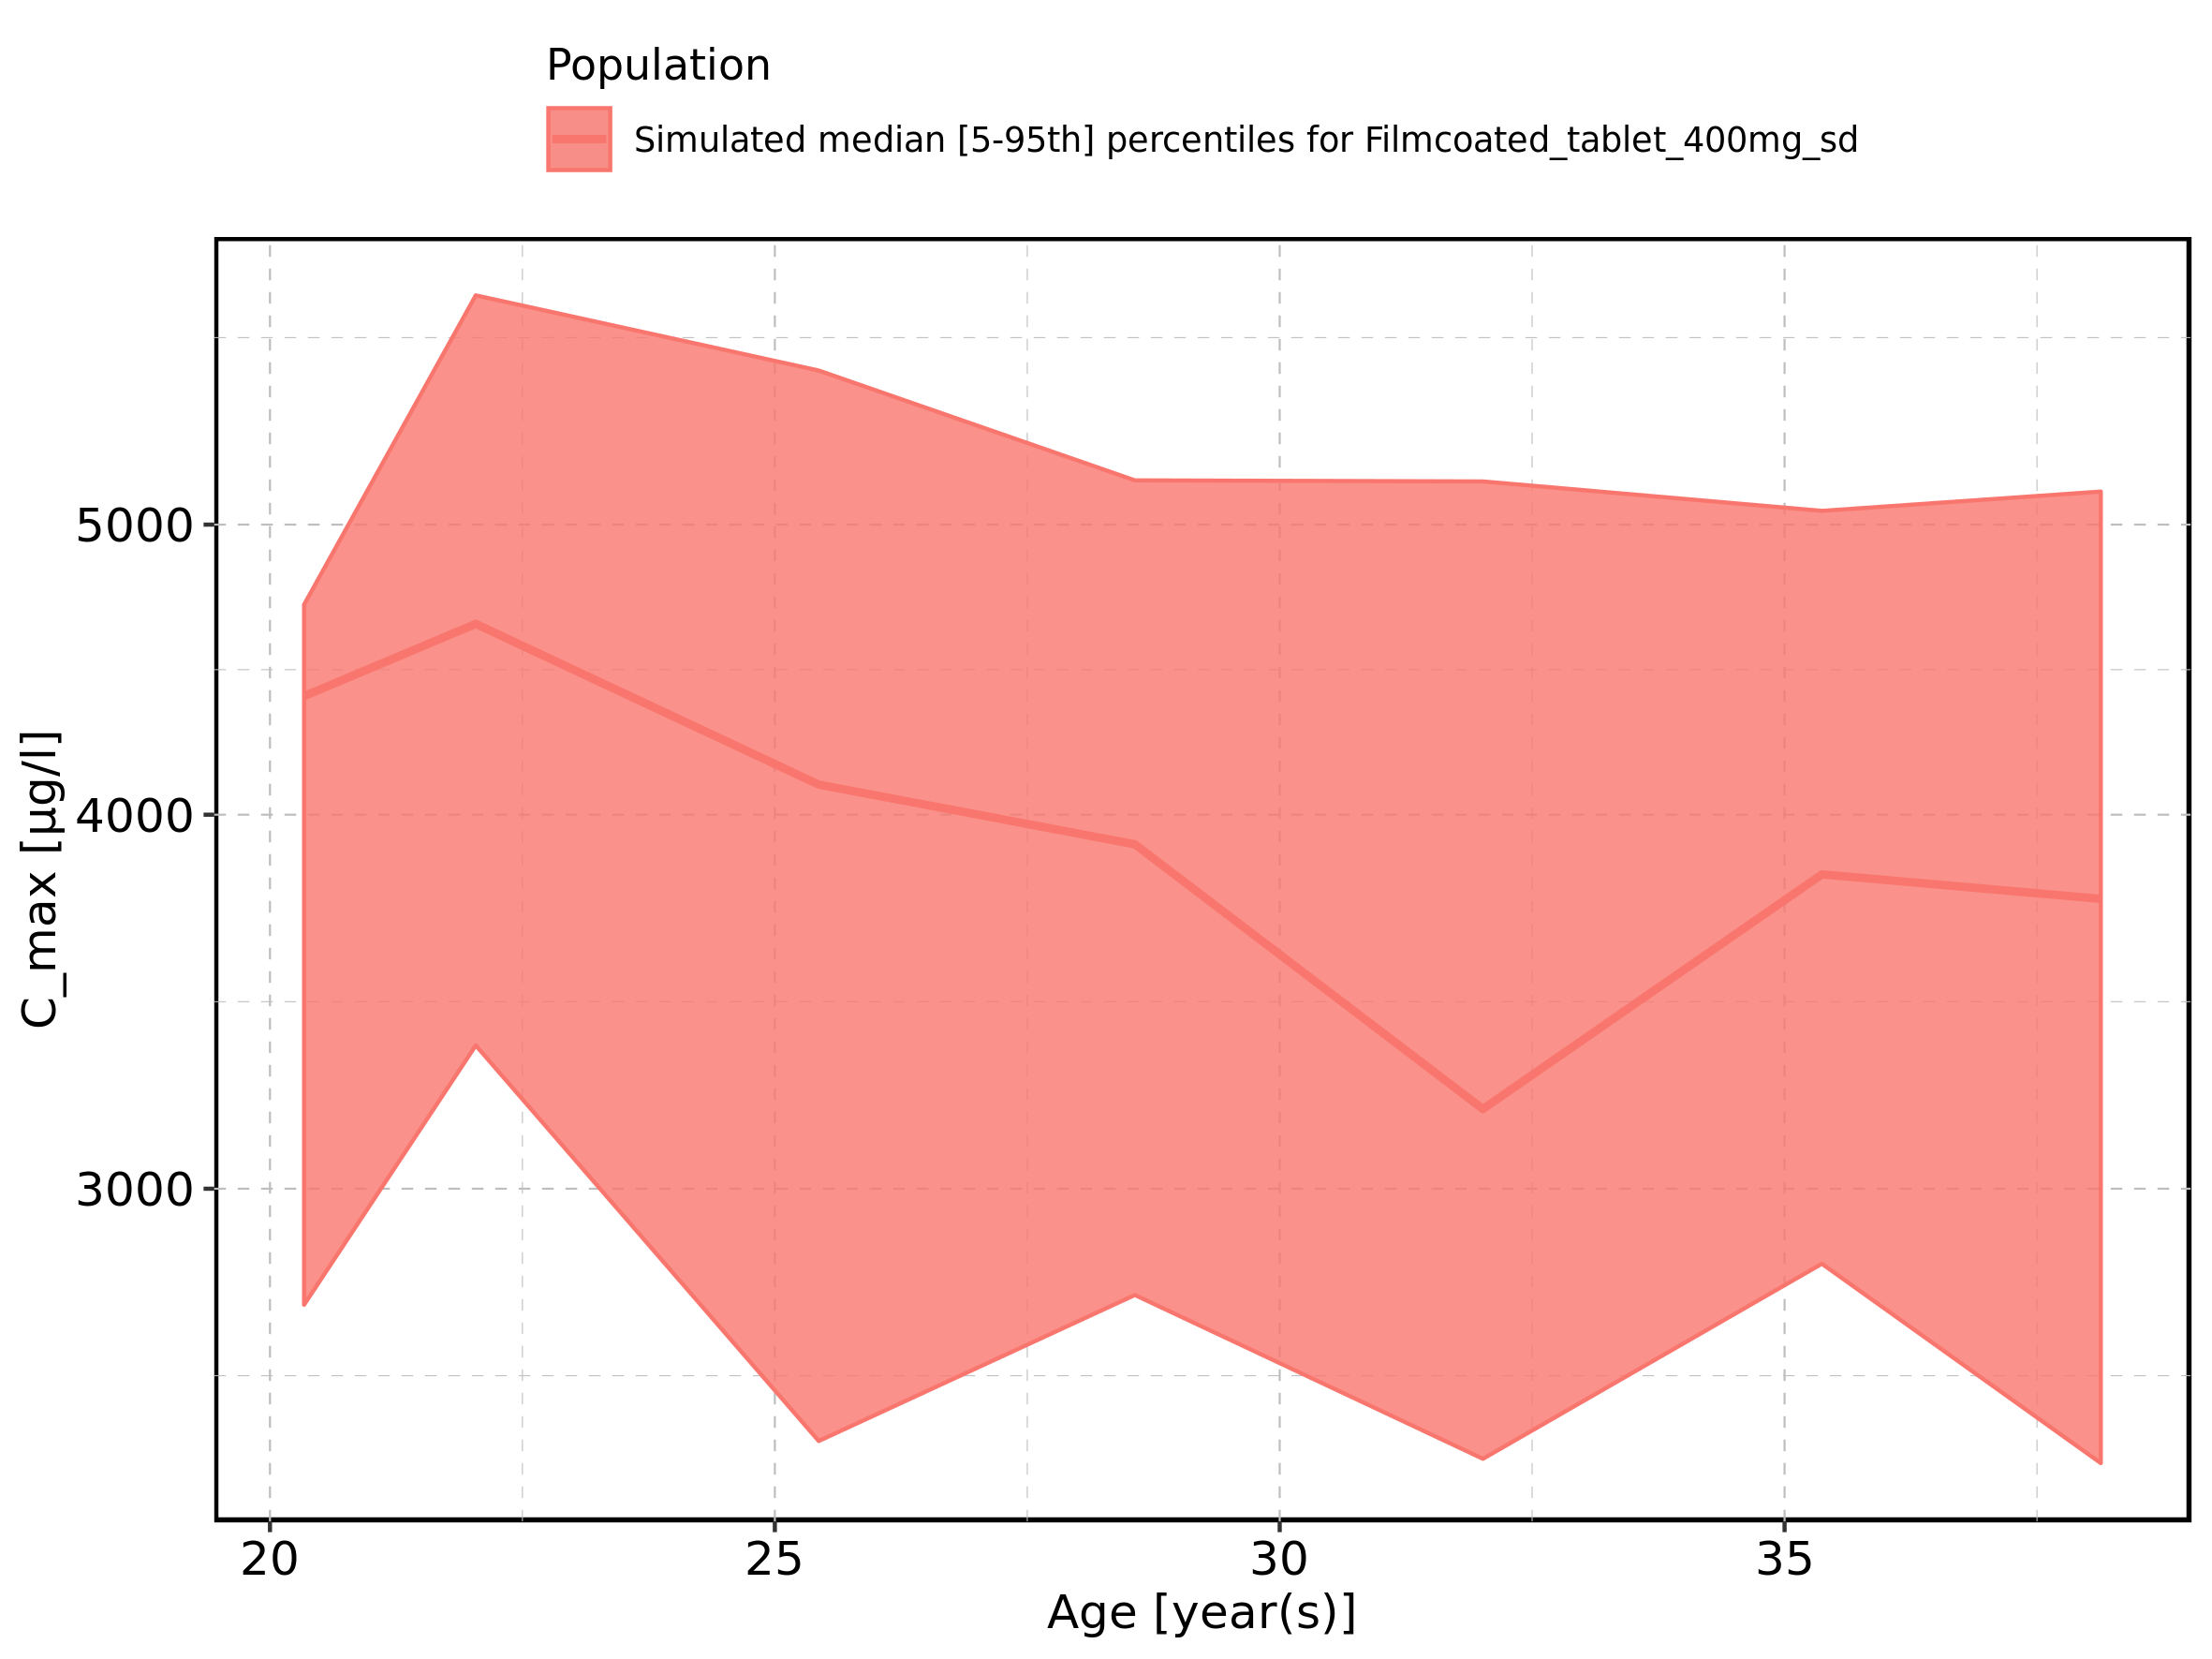 Population
Simulated median [5-95th] percentiles for Filmcoated_tablet_400mg_sd
C_max [µg/l]
5000
4000
3000
20 25 30 35
Age [year(s)]